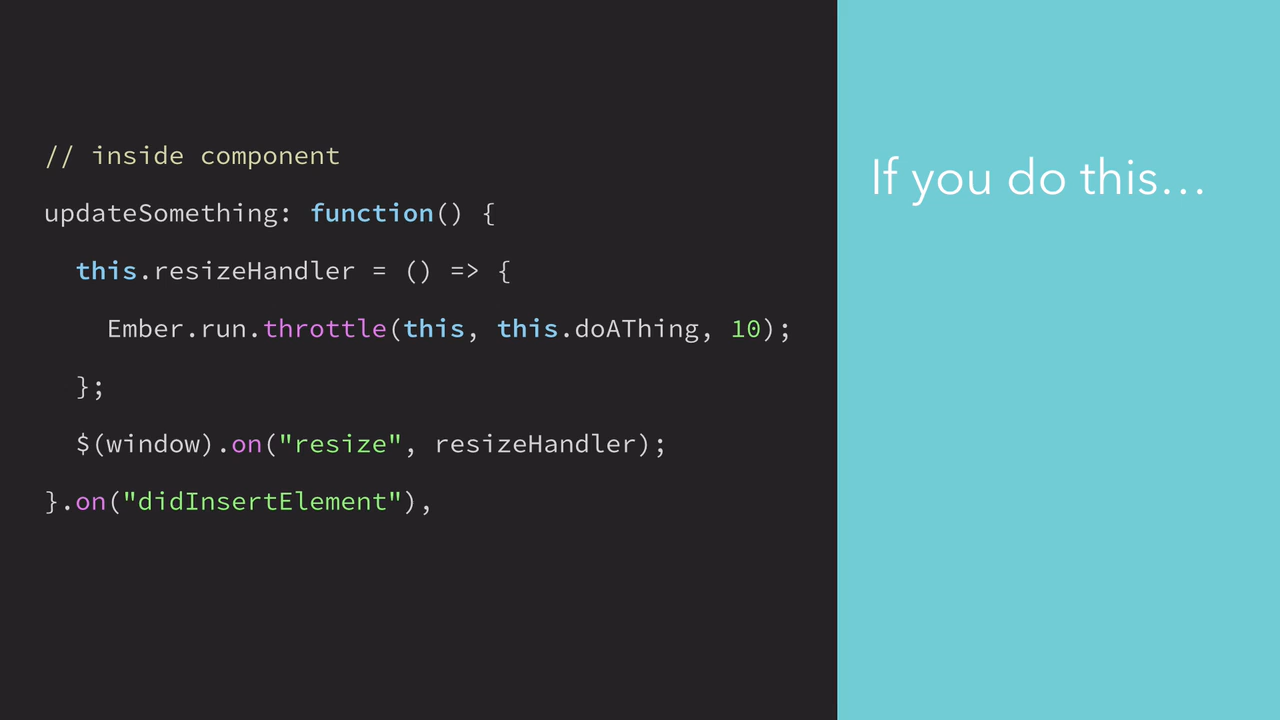 // inside component
updateSomething: function() {
  this.resizeHandler = () => {
    Ember.run.throttle(this, this.doAThing, 10);
  };
  $(window).on("resize", resizeHandler);
}.on("didInsertElement"),
If you do this…